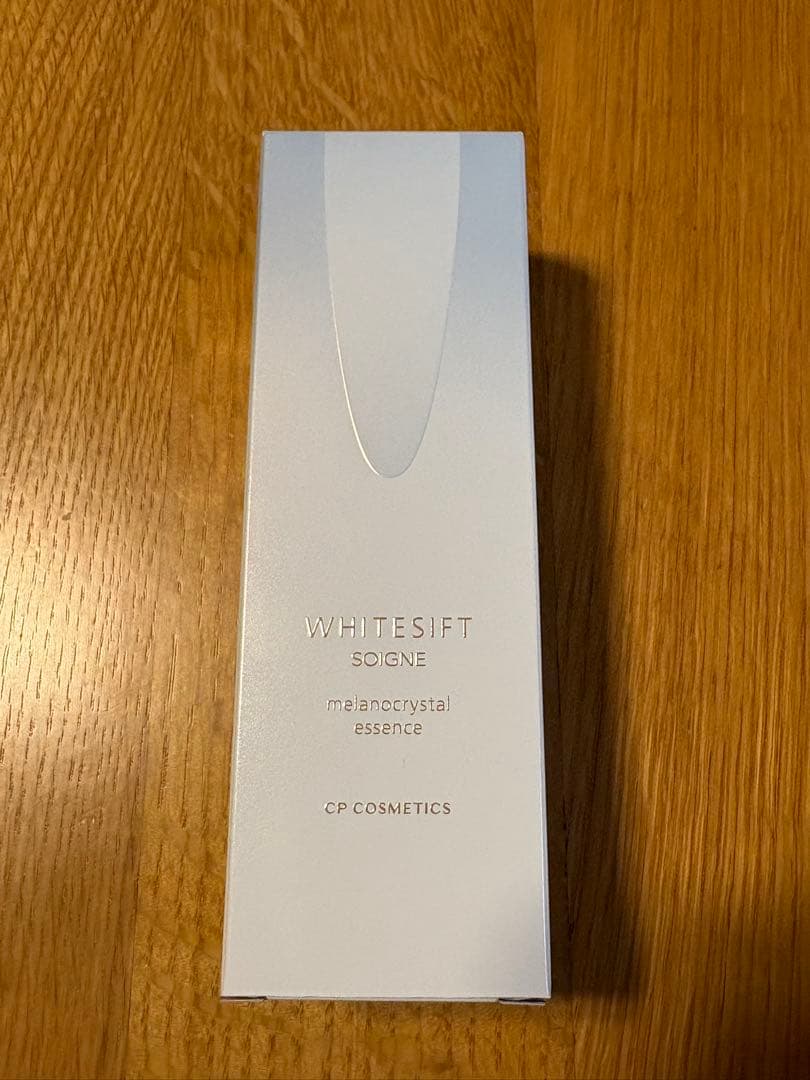 WHITESIFT
SOIGNE
melanocrystal
essence
CP COSMETICS